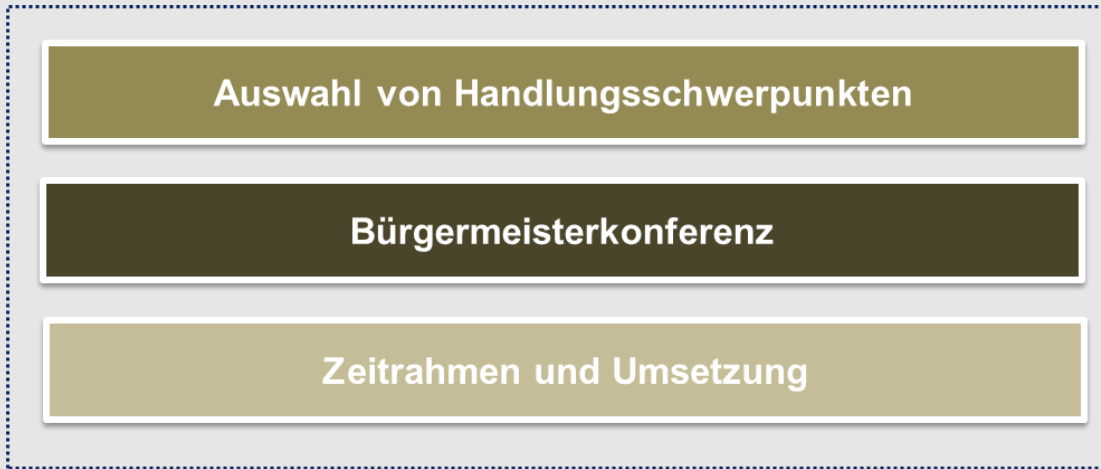 Auswahl von Handlungsschwerpunkten
Bürgermeisterkonferenz
Zeitrahmen und Umsetzung